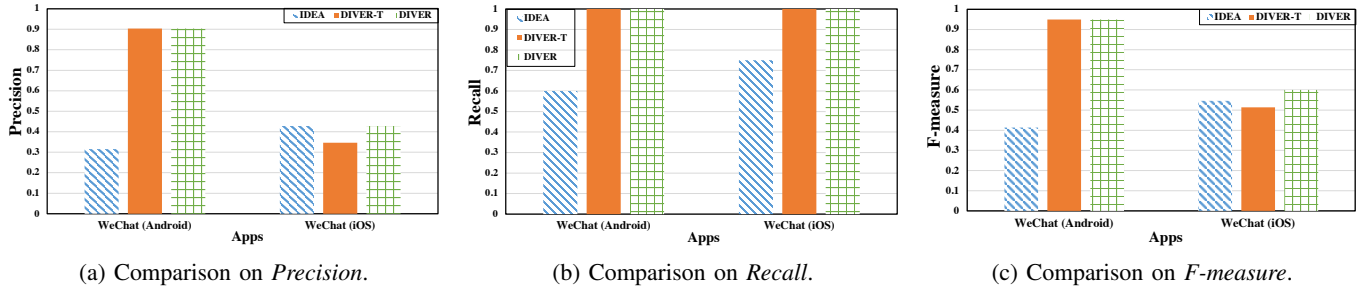 1
0.9
0.8
0.7
0.6
0.5
0.4
0.3
0.2
0.1
0
Precision
IDEA DIVER-T DIVER
WeChat (Android) WeChat (iOS)
Apps
(a) Comparison on Precision.
1
0.9
0.8
0.7
0.6
0.5
0.4
0.3
0.2
0.1
0
Recall
IDEA
DIVER-T
DIVER
WeChat (Android) WeChat (iOS)
Apps
(b) Comparison on Recall.
1
0.9
0.8
0.7
0.6
0.5
0.4
0.3
0.2
0.1
0
F-measure
IDEA DIVER-T DIVER
WeChat (Android) WeChat (iOS)
Apps
(c) Comparison on F-measure.